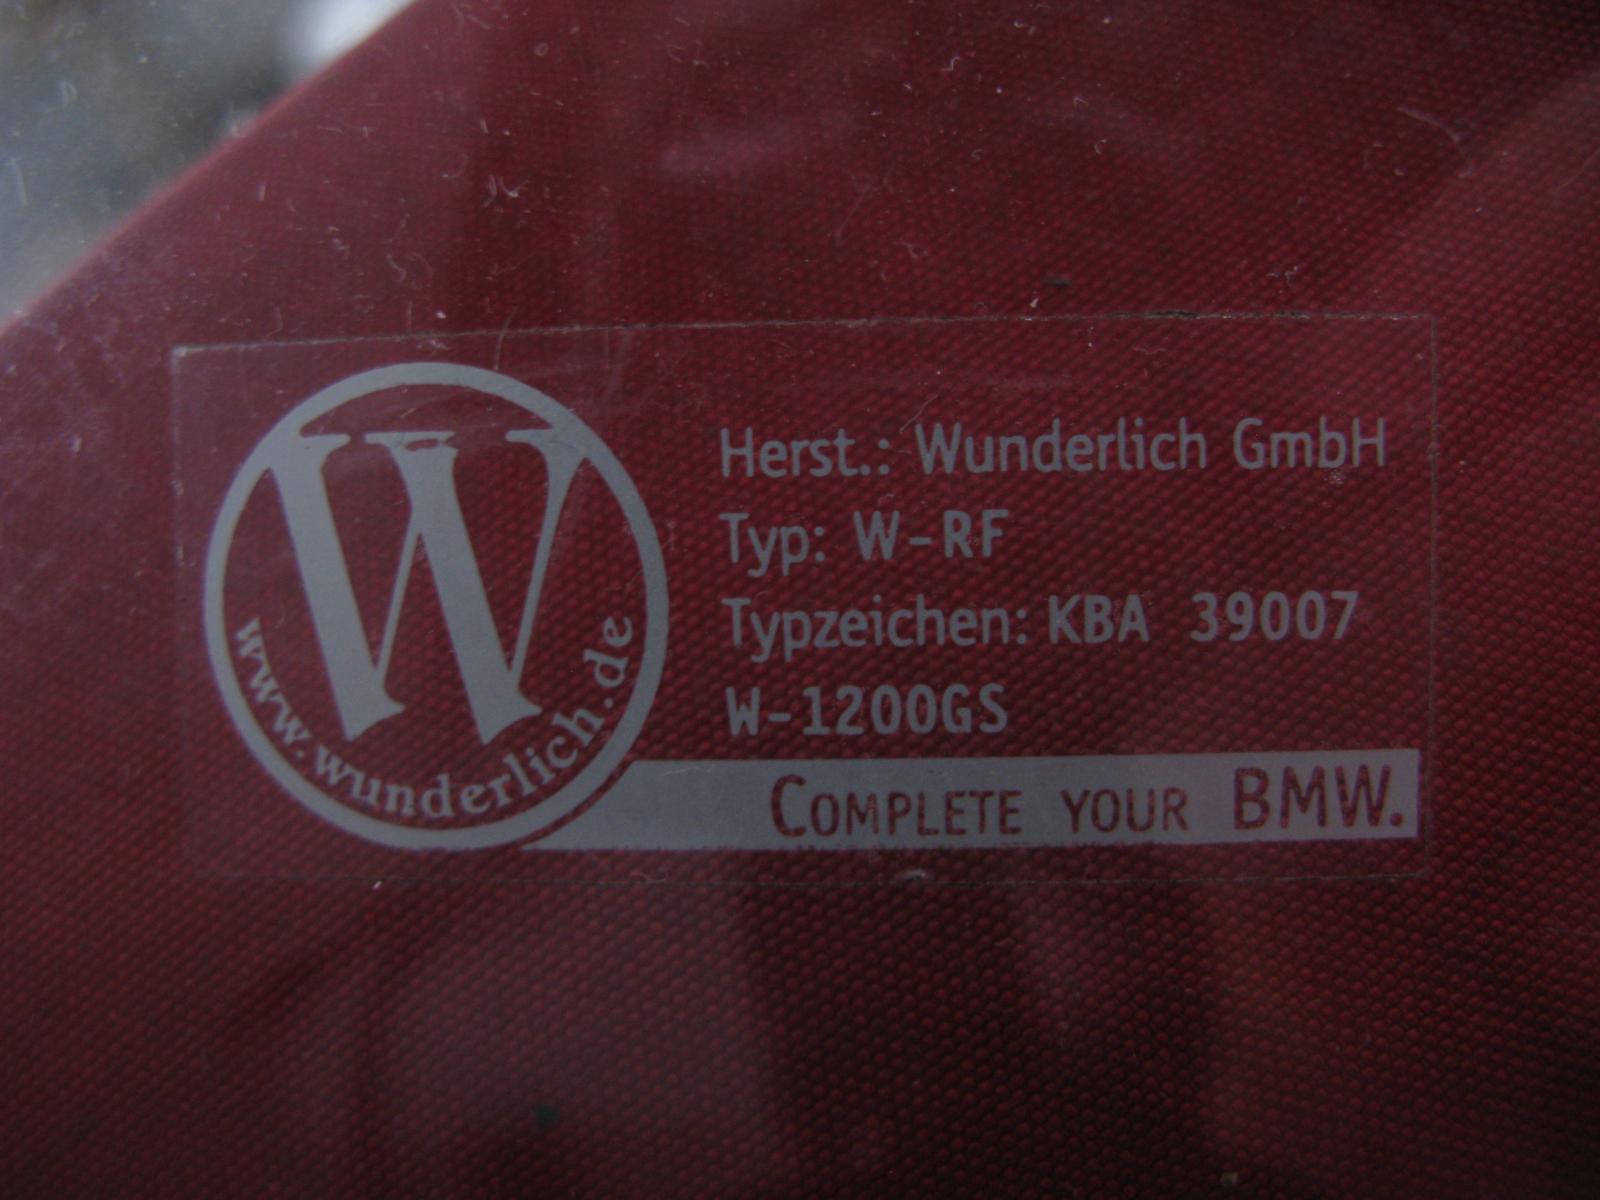 W
www.wunderlich.de
Herst.: Wunderlich GmbH
Typ: W-RF
Typzeichen: KBA 39007
W-1200GS
COMPLETE YOUR BMW.